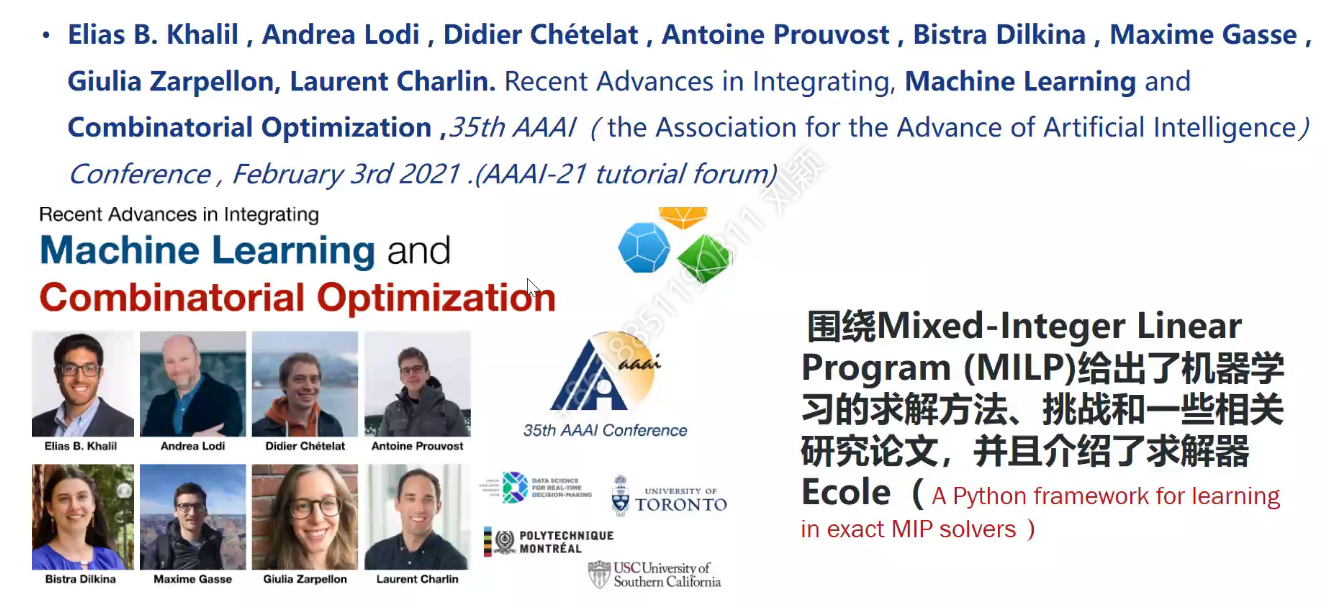 • Elias B. Khalil , Andrea Lodi , Didier Chételat , Antoine Prouvost , Bistra Dilkina , Maxime Gasse ,
Giulia Zarpellon, Laurent Charlin. Recent Advances in Integrating, Machine Learning and
Combinatorial Optimization ,35th AAAI（ the Association for the Advance of Artificial Intelligence）
Conference , February 3rd 2021 .(AAAI-21 tutorial forum)
Recent Advances in Integrating
Machine Learning and
Combinatorial Optimization
Elias B. Khalil
Andrea Lodi
Didier Chételat
Antoine Prouvost
Bistra Dilkina
Maxime Gasse
Giulia Zarpellon
Laurent Charlin
aaai
35th AAAI Conference
DATA SCIENCE
FOR REAL-TIME
DECISION-MAKING
UNIVERSITY OF
TORONTO
POLYTECHNIQUE
MONTRÉAL
USC University of
Southern California
围绕Mixed-Integer Linear
Program (MILP)给出了机器学
习的求解方法、挑战和一些相关
研究论文，并且介绍了求解器
Ecole（ A Python framework for learning
in exact MIP solvers ）
刘颖